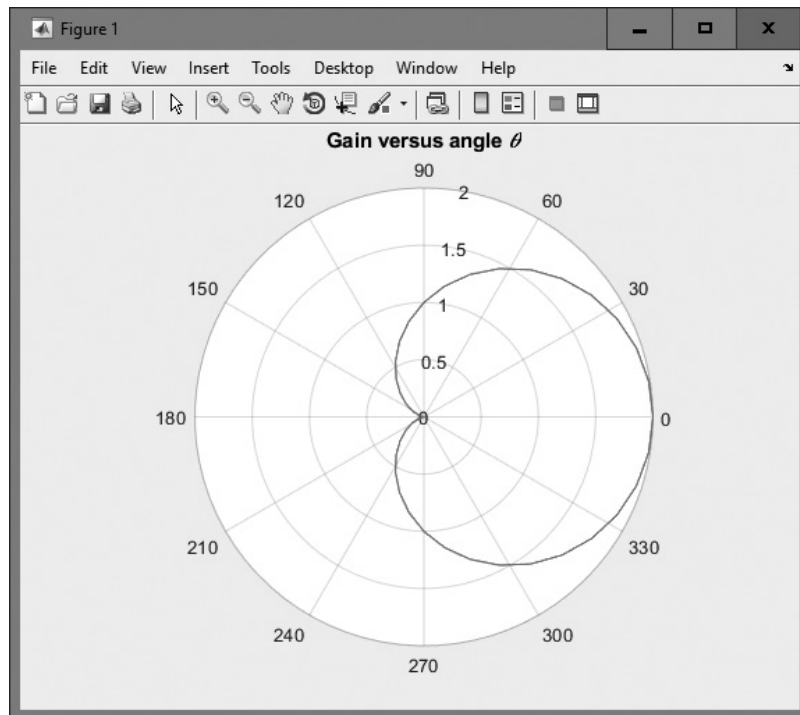 Figure 1
File Edit View Insert Tools Desktop Window Help
Gain versus angle θ
90
120 2 60
1.5
150 1 30
0.5
180 0 0
210 330
240 300
270